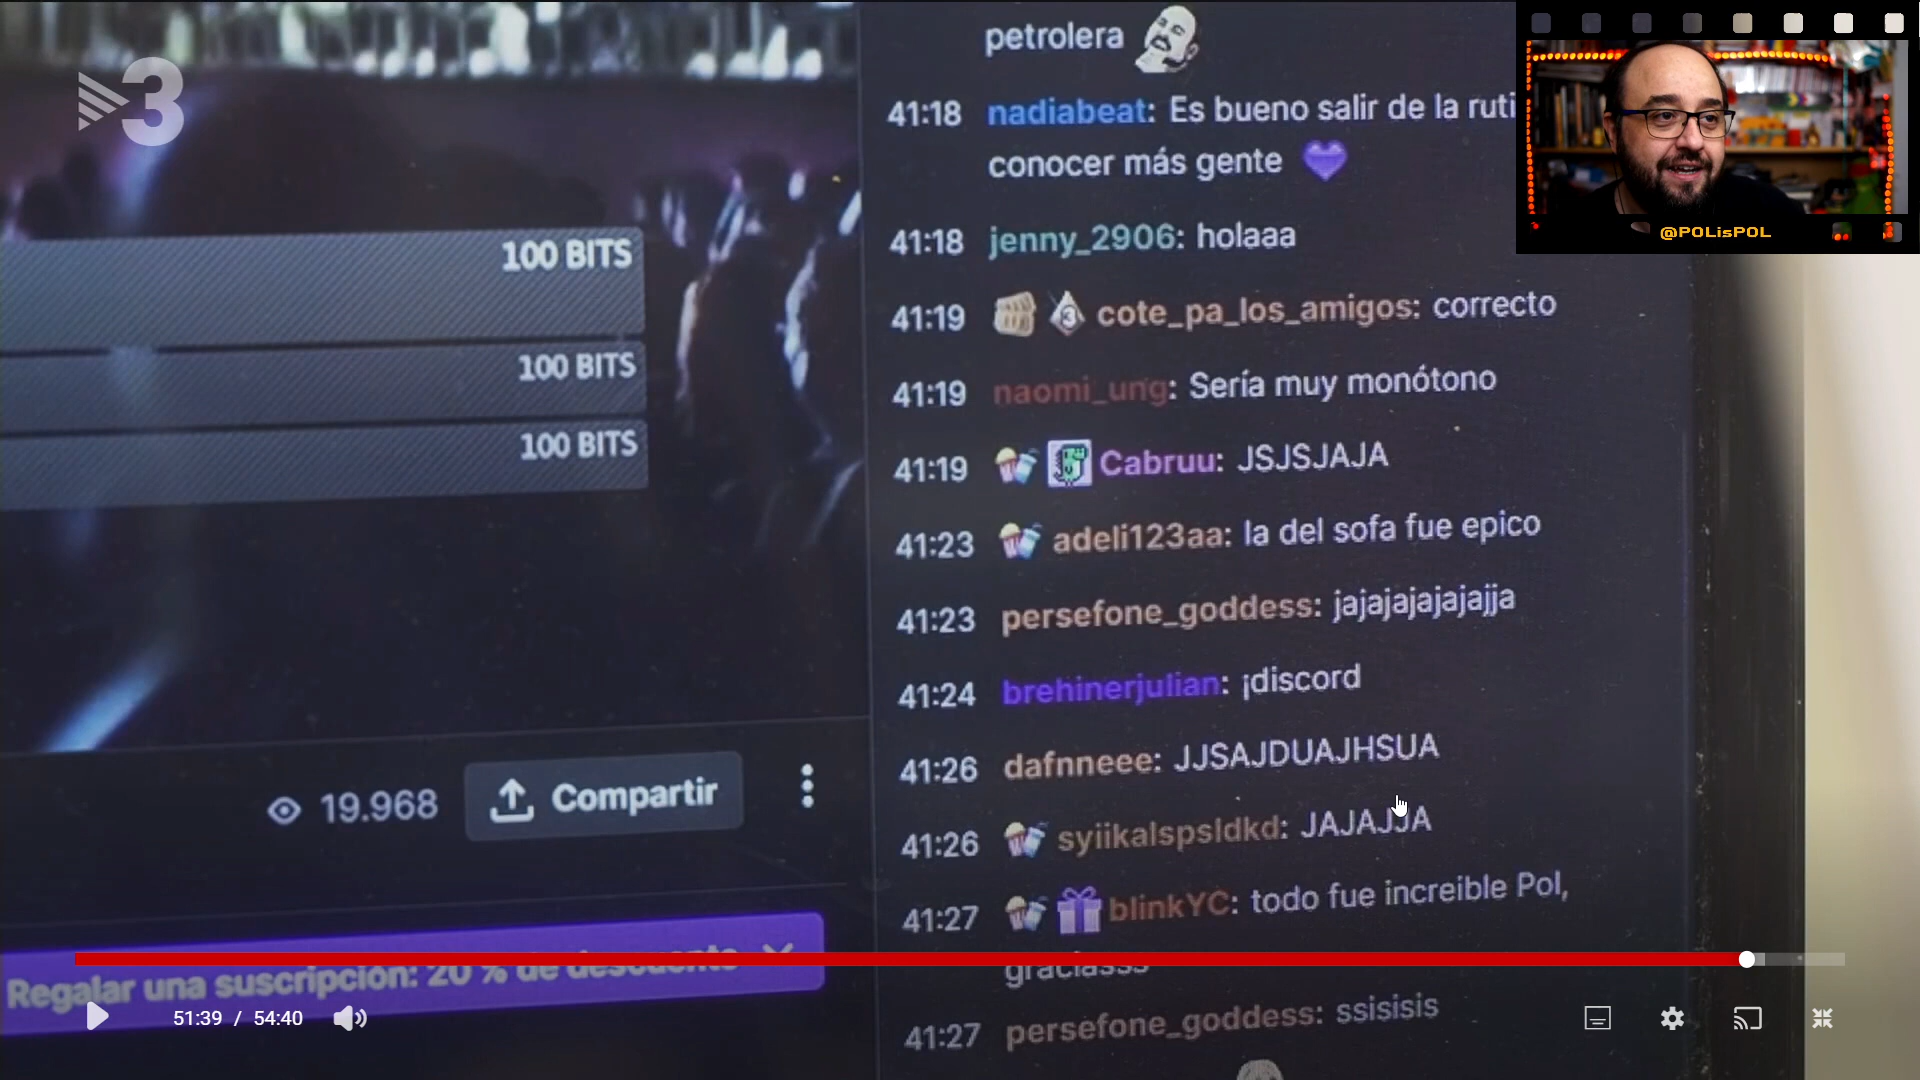 3
petrolera
41:18 nadiabeat: Es bueno salir de la ruti
conocer más gente
41:18 jenny_2906: holaaa
41:19 3 cote_pa_los_amigos: correcto
41:19 naomi_ung: Sería muy monótono
41:19 Cabruu: JSJSJAJA
41:23 adeli123aa: la del sofa fue epico
41:23 persefone_goddess: jajajajajajajja
41:24 brehinerjulian: ¡discord
41:26 dafnneee: JJSAJDUAJHSUA
41:26 syiikalspsldkd: JAJAJJA
41:27 blinkYC: todo fue increible Pol,
graciasss
41:27 persefone_goddess: ssisisis
100 BITS
100 BITS
100 BITS
19.968 Compartir
Regalar una suscripción: 20 % de descuento
51:39 / 54:40
@POLisPOL